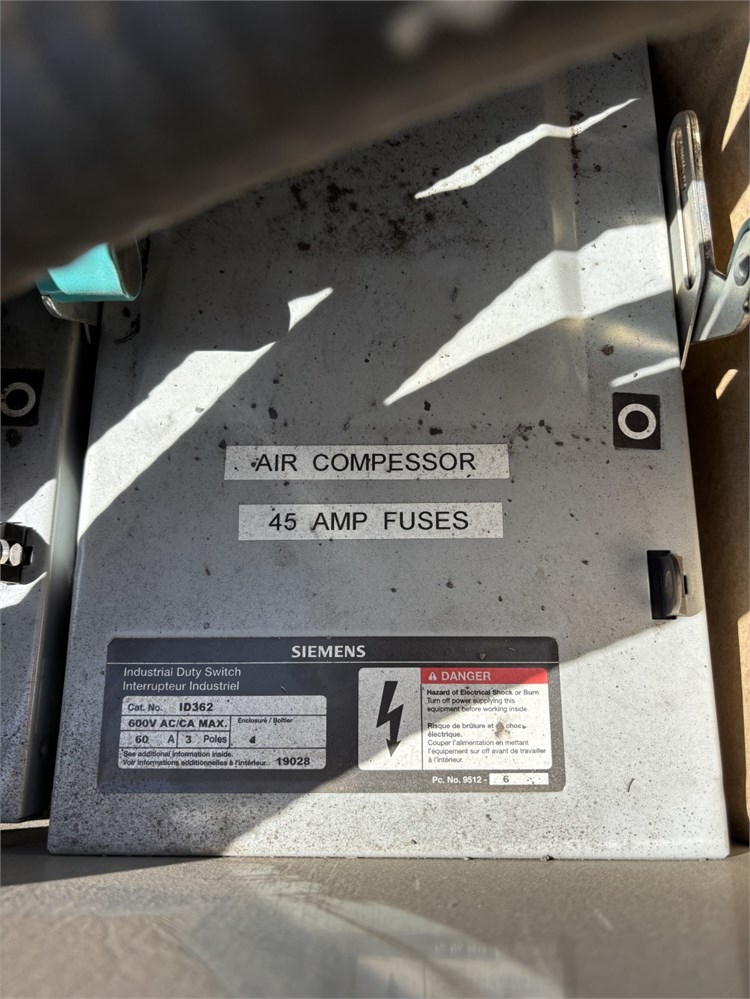 AIR COMPESSOR
45 AMP FUSES
SIEMENS
Industrial Duty Switch
Interrupteur Industriel
Cat. No. ID362
600V AC/CA MAX.
60 A 3 Poles
Enclosure / Boîtier
4
See additional information inside.
Voir informations additionnelles à l'intérieur.
19028
DANGER
Hazard of Electrical Shock or Burn
Turn off power supplying this
equipment before working inside.
Risque de brûlure et choc
électrique.
Couper l'alimentation en mettant
l'équipement sur off avant de travailler
à l'intérieur.
Pc. No. 9512 - 6